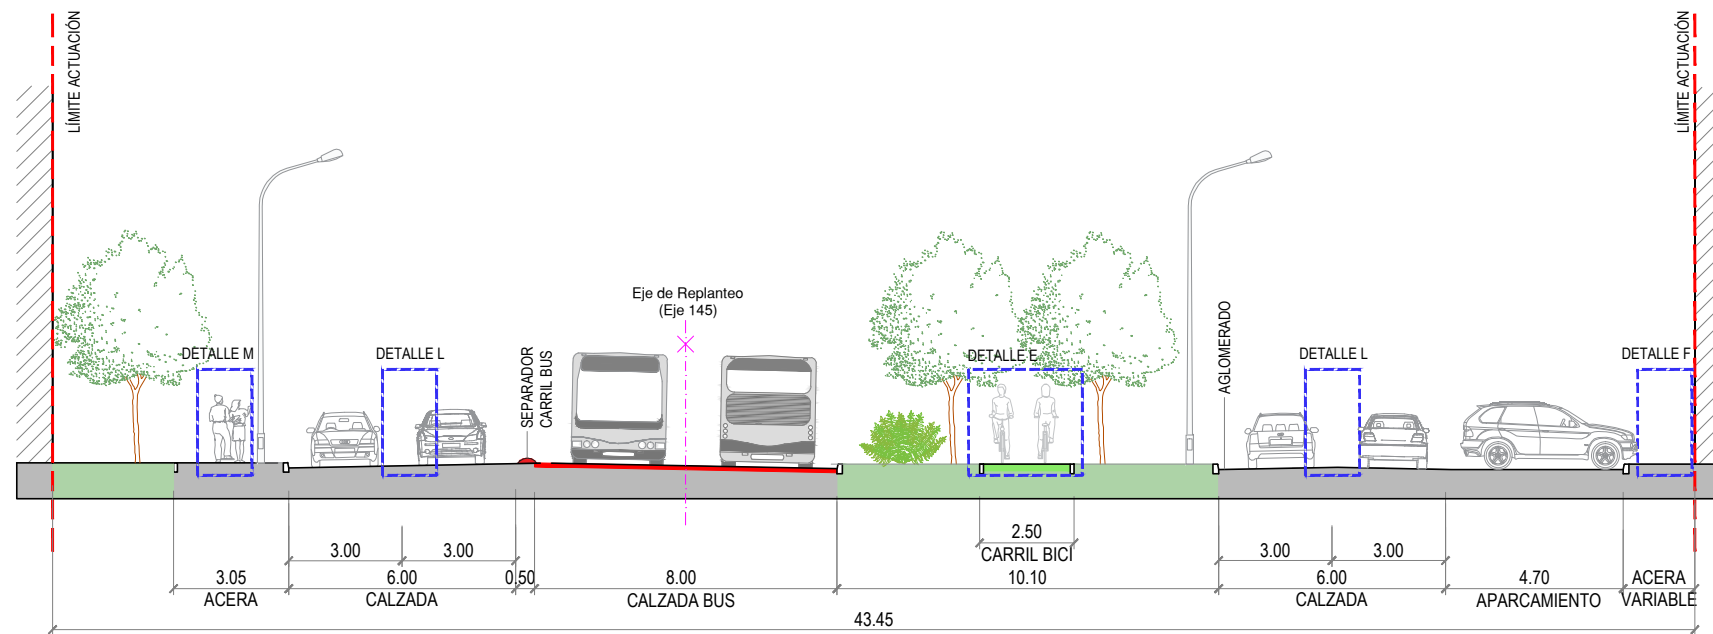 LÍMITE ACTUACIÓN
LÍMITE ACTUACIÓN
Eje de Replanteo
(Eje 145)
DETALLE M
DETALLE L
SEPARADOR
CARRIL BUS
DETALLE E
AGLOMERADO
DETALLE L
DETALLE F
2.50
CARRIL BICI
3.00
3.00
3.00
3.00
3.05
6.00
0.50
8.00
10.10
6.00
4.70
ACERA
ACERA
CALZADA
CALZADA BUS
CALZADA
APARCAMIENTO
VARIABLE
43.45